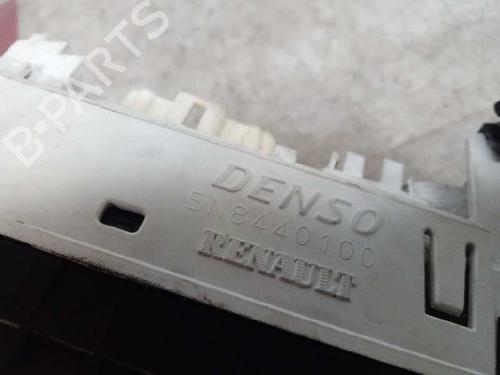 B-PARTS
DENSO
5N8440100
RENAULT